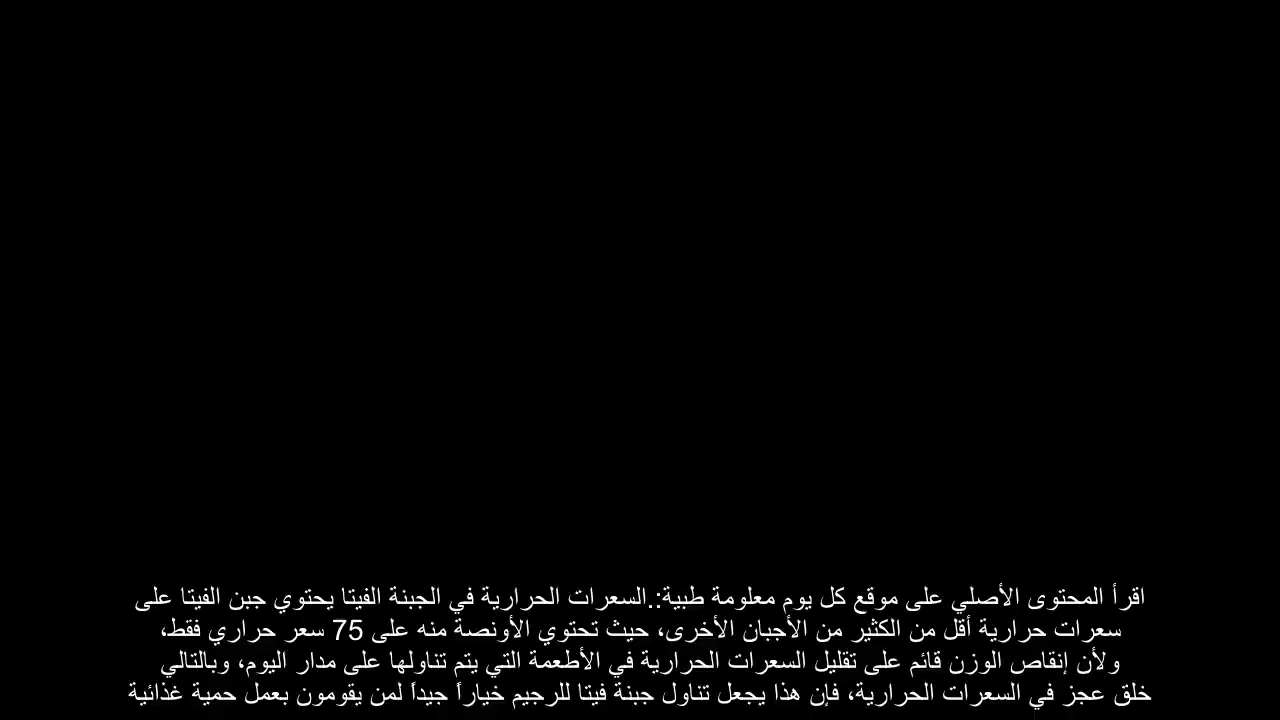 اقرأ المحتوى الأصلي على موقع كل يوم معلومة طبية:.السعرات الحرارية في الجبنة الفيتا يحتوي جبن الفيتا على
سعرات حرارية أقل من الكثير من الأجبان الأخرى، حيث تحتوي الأونصة منه على 75 سعر حراري فقط،
ولأن إنقاص الوزن قائم على تقليل السعرات الحرارية في الأطعمة التي يتم تناولها على مدار اليوم، وبالتالي
خلق عجز في السعرات الحرارية، فإن هذا يجعل تناول جبنة فيتا للرجيم خياراً جيداً لمن يقومون بعمل حمية غذائية